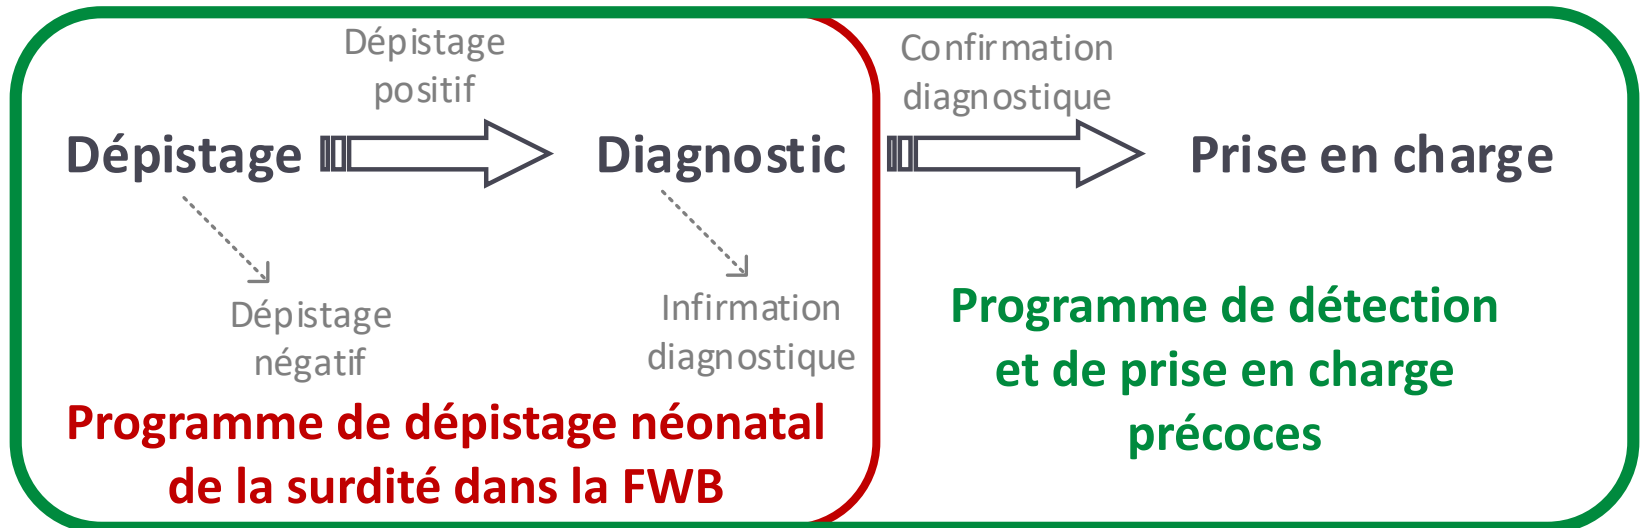 Dépistage
positif
Confirmation
diagnostique
Dépistage
Diagnostic
Prise en charge
Dépistage
négatif
Infirmation
diagnostique
Programme de détection
et de prise en charge
précoces
Programme de dépistage néonatal
de la surdité dans la FWB